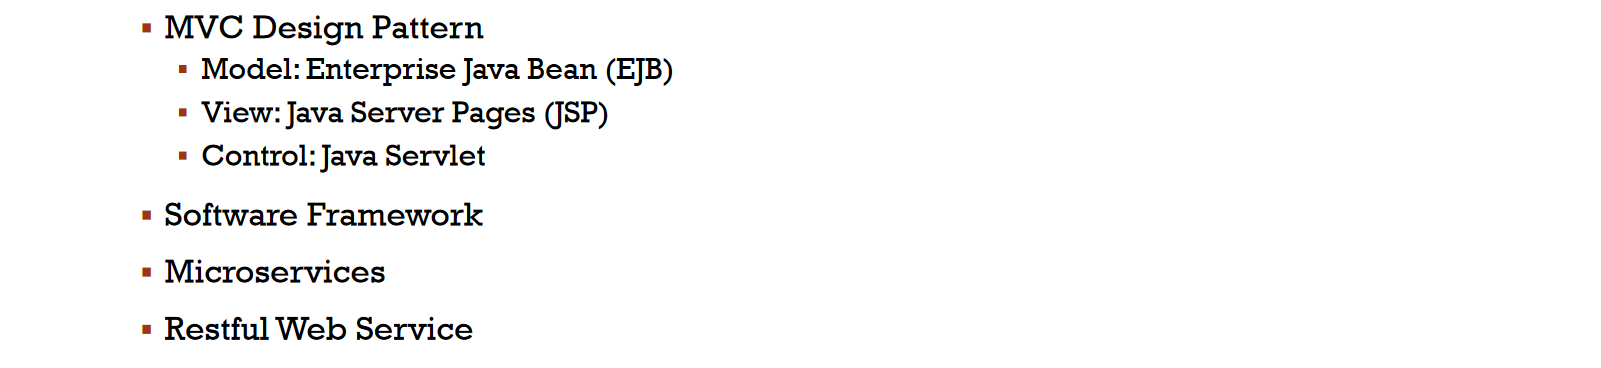 MVC Design Pattern
Model: Enterprise Java Bean (EJB)
View: Java Server Pages (JSP)
Control: Java Servlet
Software Framework
Microservices
Restful Web Service